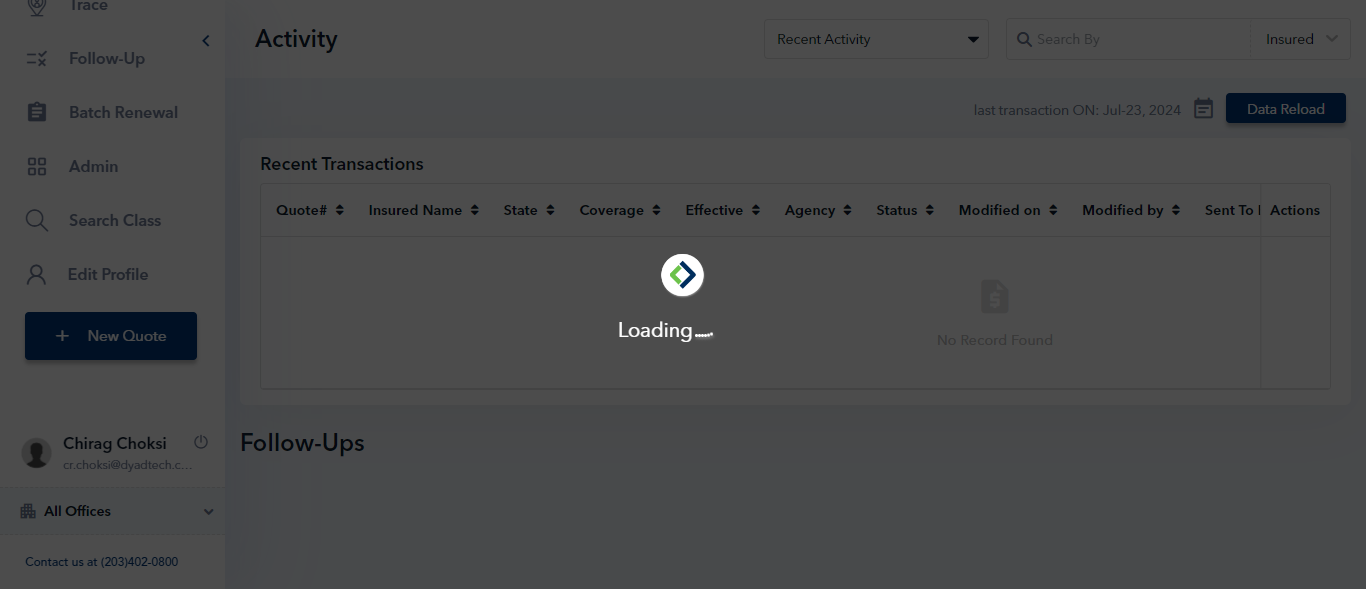 Trace
Follow-Up
Batch Renewal
Admin
Search Class
Edit Profile
+ New Quote
Chirag Choksi
cr.choksi@dyadtech.c...
All Offices
Contact us at (203)402-0800
Activity
Recent Activity
Search By
Insured
last transaction ON: Jul-23, 2024
Data Reload
Recent Transactions
Quote# Insured Name State Coverage Effective Agency Status Modified on Modified by Sent To Actions
Loading.....
No Record Found
Follow-Ups